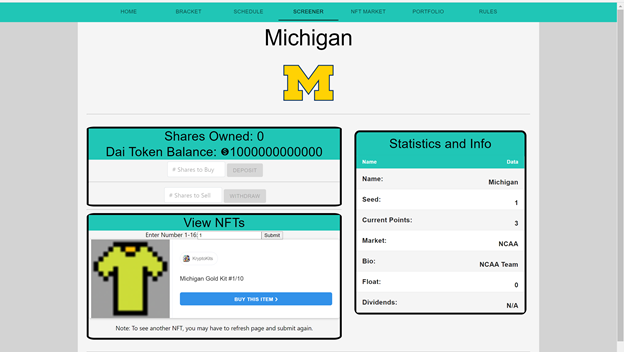 HOME BRACKET SCHEDULE SCREENER NFT MARKET PORTFOLIO RULES
Michigan
M
Shares Owned: 0
Dai Token Balance: 1000000000000
# Shares to Buy DEPOSIT
# Shares to Sell WITHDRAW
View NFTs
Enter Number 1-16: 1 Submit
KryptoKits
Michigan Gold Kit #1/10
BUY THIS ITEM >
Note: To see another NFT, you may have to refresh page and submit again.
Statistics and Info
Name Data
Name: Michigan
Seed: 1
Current Points: 3
Market: NCAA
Bio: NCAA Team
Float: 0
Dividends: N/A